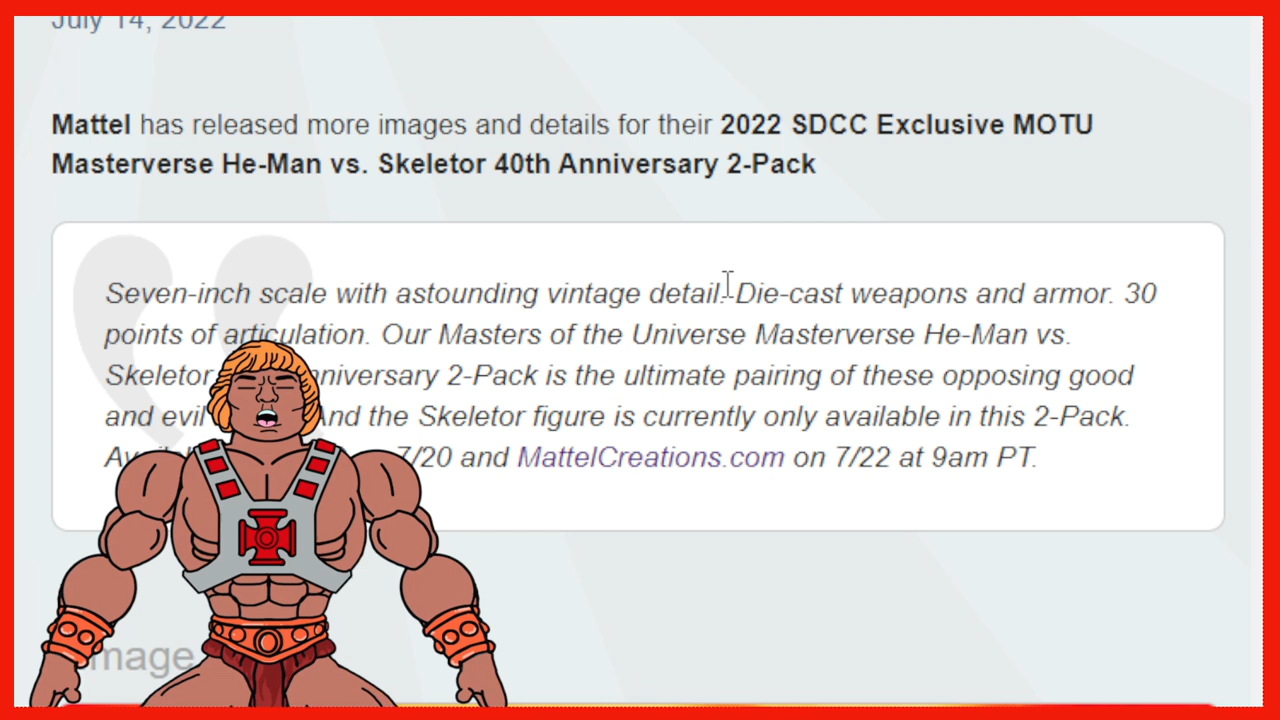 July 14, 2022
Mattel has released more images and details for their 2022 SDCC Exclusive MOTU
Masterverse He-Man vs. Skeletor 40th Anniversary 2-Pack
Seven-inch scale with astounding vintage detail. Die-cast weapons and armor. 30
points of articulation. Our Masters of the Universe Masterverse He-Man vs.
Skeletor nniversary 2-Pack is the ultimate pairing of these opposing good
and evil And the Skeletor figure is currently only available in this 2-Pack.
7/20 and MattelCreations.com on 7/22 at 9am PT.
mage